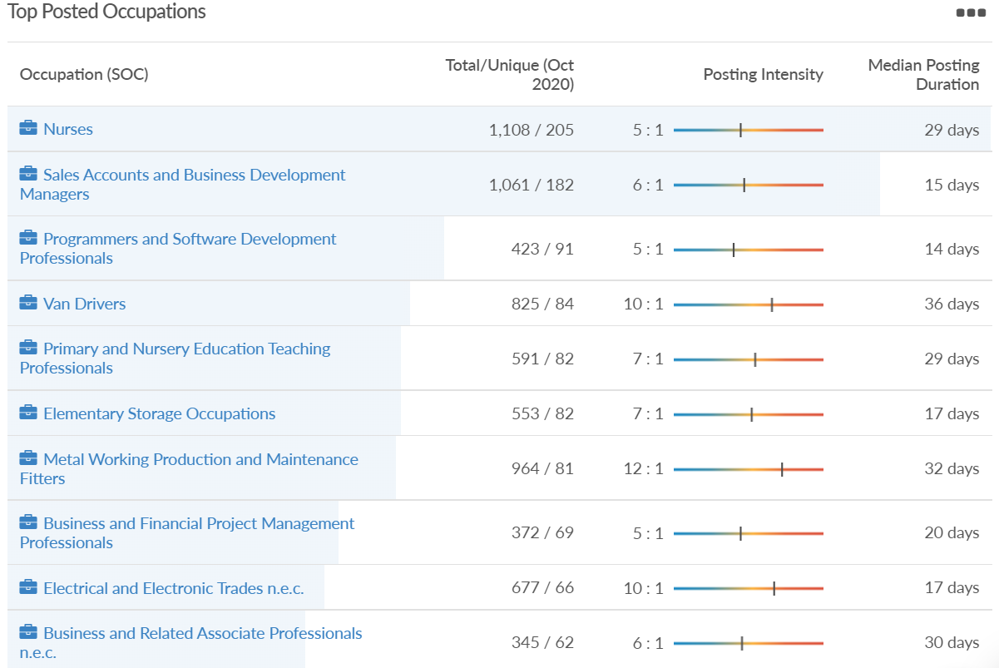 Top Posted Occupations
Occupation (SOC)
Total/Unique (Oct
2020)
Posting Intensity
Median Posting
Duration
Nurses
1,108 / 205
5 : 1
29 days
Sales Accounts and Business Development
Managers
1,061 / 182
6 : 1
15 days
Programmers and Software Development
Professionals
423 / 91
5 : 1
14 days
Van Drivers
825 / 84
10 : 1
36 days
Primary and Nursery Education Teaching
Professionals
591 / 82
7 : 1
29 days
Elementary Storage Occupations
553 / 82
7 : 1
17 days
Metal Working Production and Maintenance
Fitters
964 / 81
12 : 1
32 days
Business and Financial Project Management
Professionals
372 / 69
5 : 1
20 days
Electrical and Electronic Trades n.e.c.
677 / 66
10 : 1
17 days
Business and Related Associate Professionals
n.e.c.
345 / 62
6 : 1
30 days